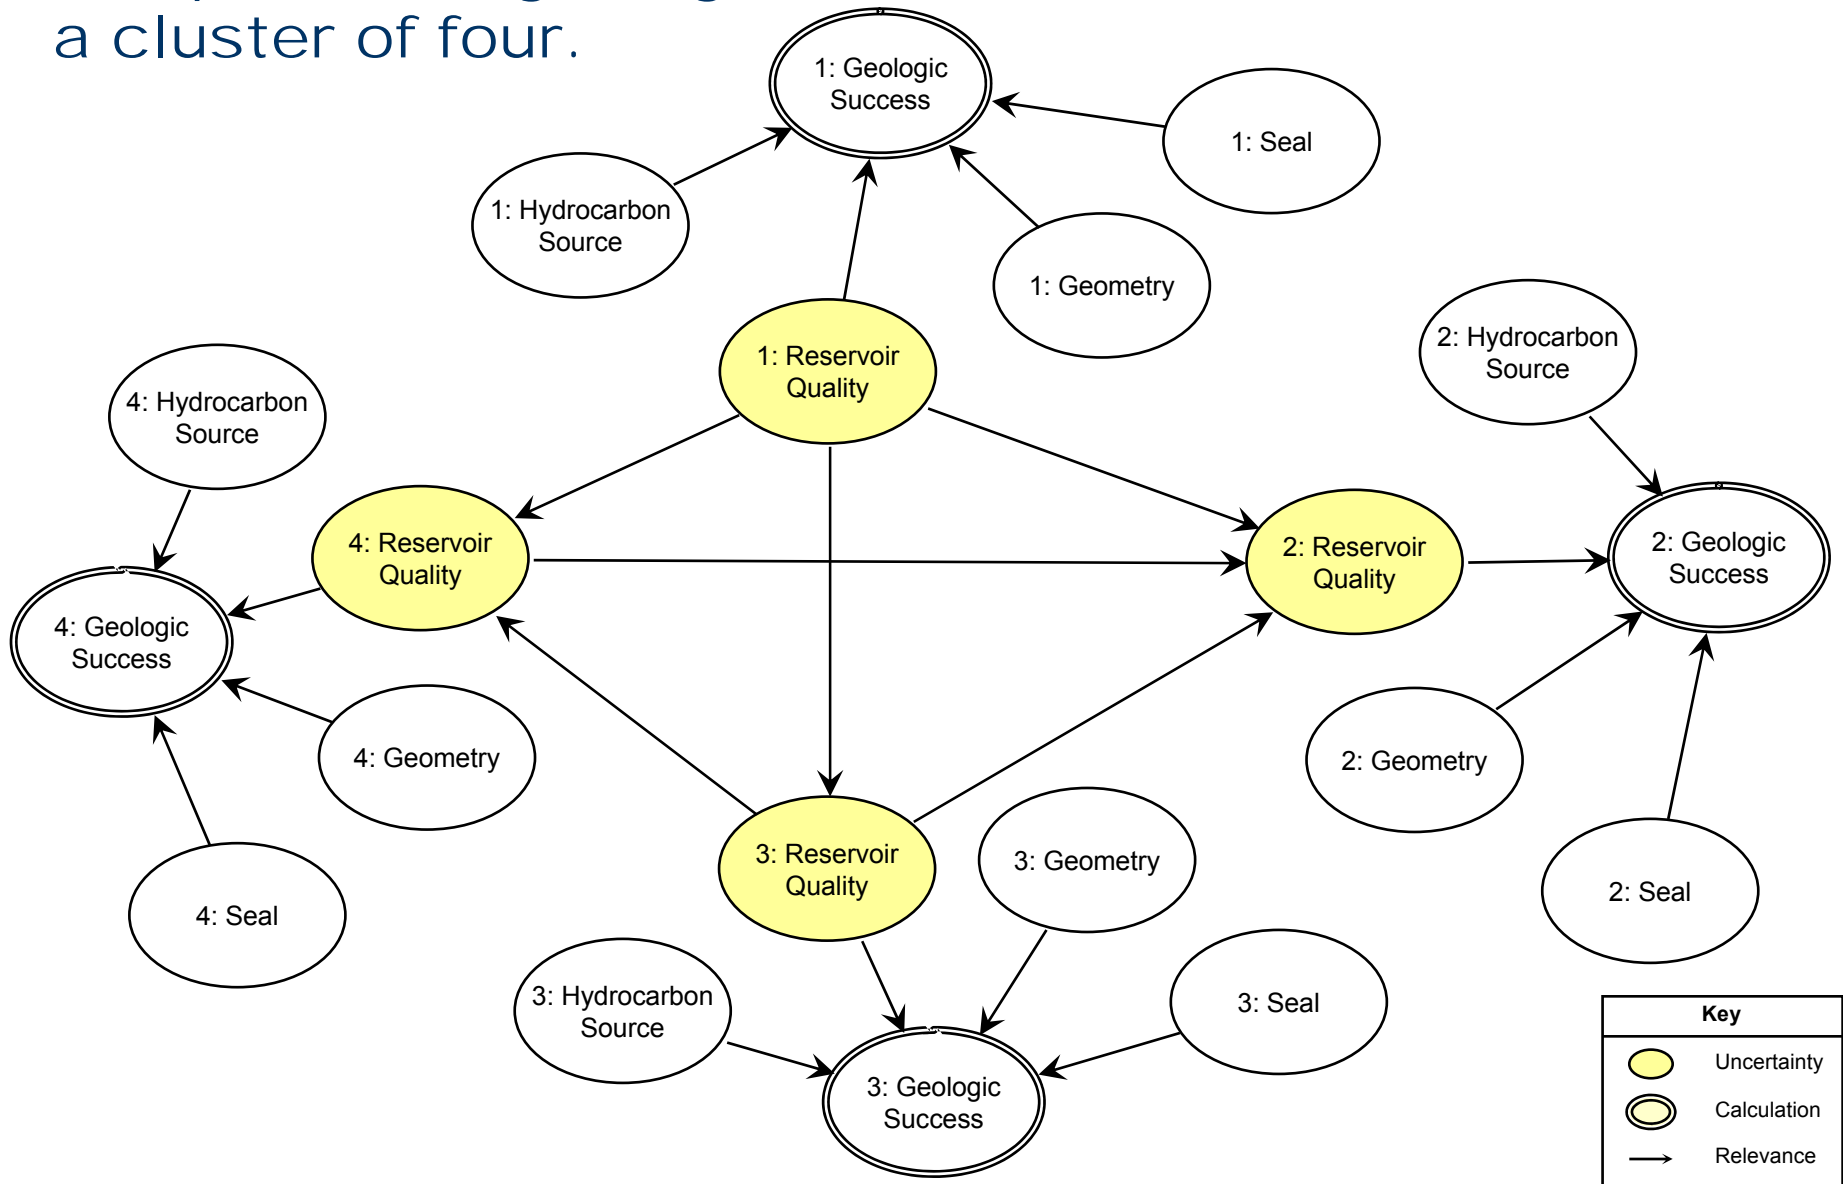 a cluster of four.
1: Geologic
Success
1: Seal
1: Hydrocarbon
Source
1: Geometry
1: Reservoir
Quality
2: Hydrocarbon
Source
4: Hydrocarbon
Source
4: Reservoir
Quality
2: Reservoir
Quality
2: Geologic
Success
4: Geologic
Success
4: Geometry
2: Geometry
3: Reservoir
Quality
3: Geometry
4: Seal
2: Seal
3: Hydrocarbon
Source
3: Seal
3: Geologic
Success
Key
Uncertainty
Calculation
Relevance